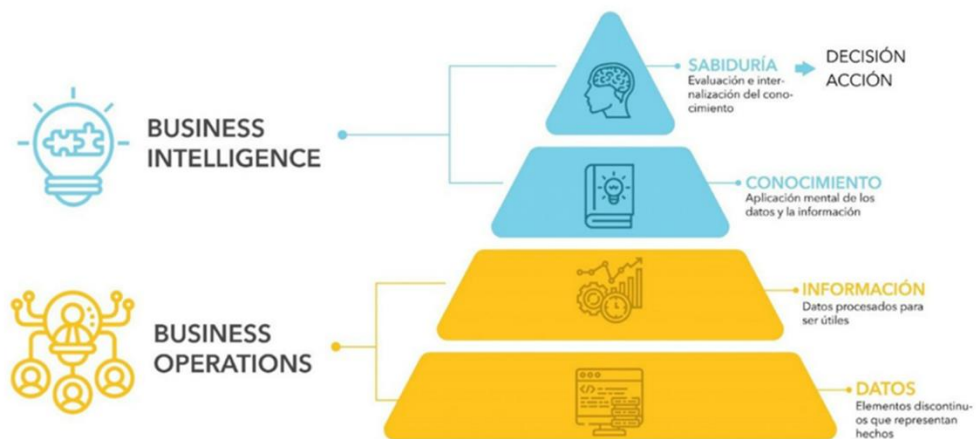 SABIDURÍA
Evaluación e inter-
nalización del cono-
cimiento
DECISIÓN
ACCIÓN
BUSINESS
INTELLIGENCE
CONOCIMIENTO
Aplicación mental de los
datos y la información
INFORMACIÓN
Datos procesados para
ser útiles
BUSINESS
OPERATIONS
DATOS
Elementos discontinu-
os que representan
hechos